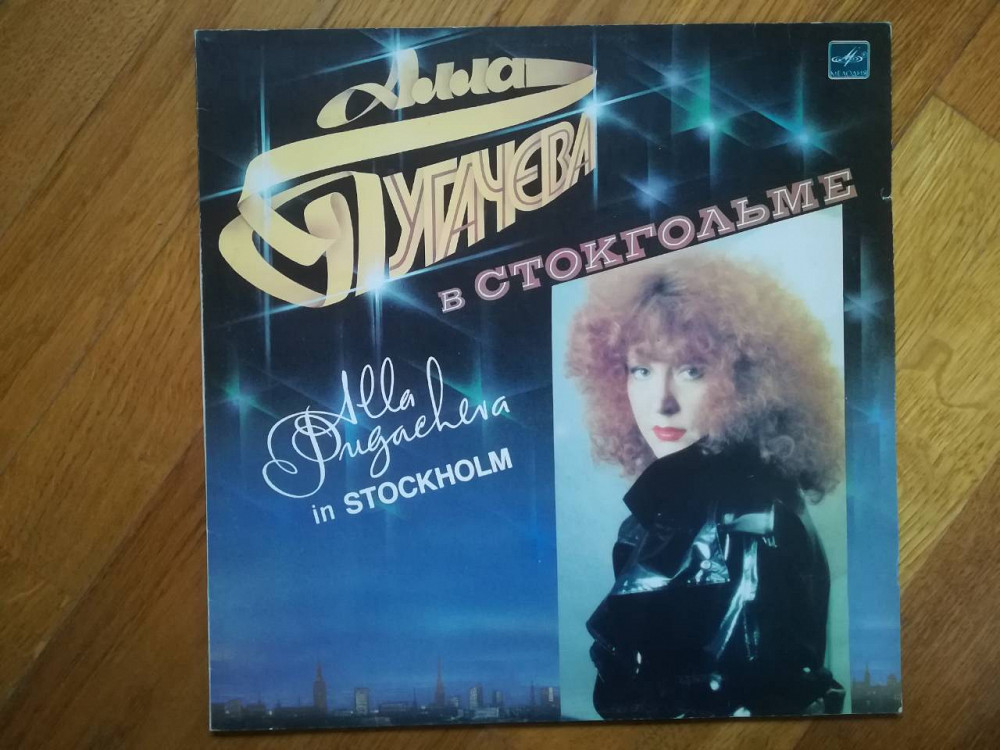 Алла
Пугачева
в СТОКГОЛЬМЕ
Alla
Pugacheva
in STOCKHOLM
МЕЛОДИЯ